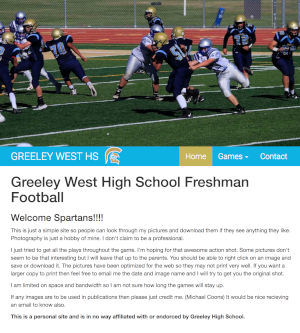 GREELEY WEST HS
Home Games Contact
Greeley West High School Freshman
Football
Welcome Spartans!!!!
This is just a simple site so people can look through my pictures and download them if they see anything they like.
Photography is just a hobby of mine. I don't claim to be a professional.
I just tried to get all the plays throughout the game. I'm hoping for that awesome action shot. Some pictures don't
seem to be that interesting but I will leave that up to the parents. You should be able to right click on an image and
save or download it. The pictures have been optimized for the web so they may not print very well. If you want a
larger copy to print then feel free to email me the date and image name and I will try to get you the original shot.
I am limited on space and bandwidth so I am not sure how long the games will stay up.
If any images are to be used in publications then please just credit me. (Michael Coons) It would be nice recieving
an email to know also.
This is a personal site and is in no way affiliated with or endorsed by Greeley High School.